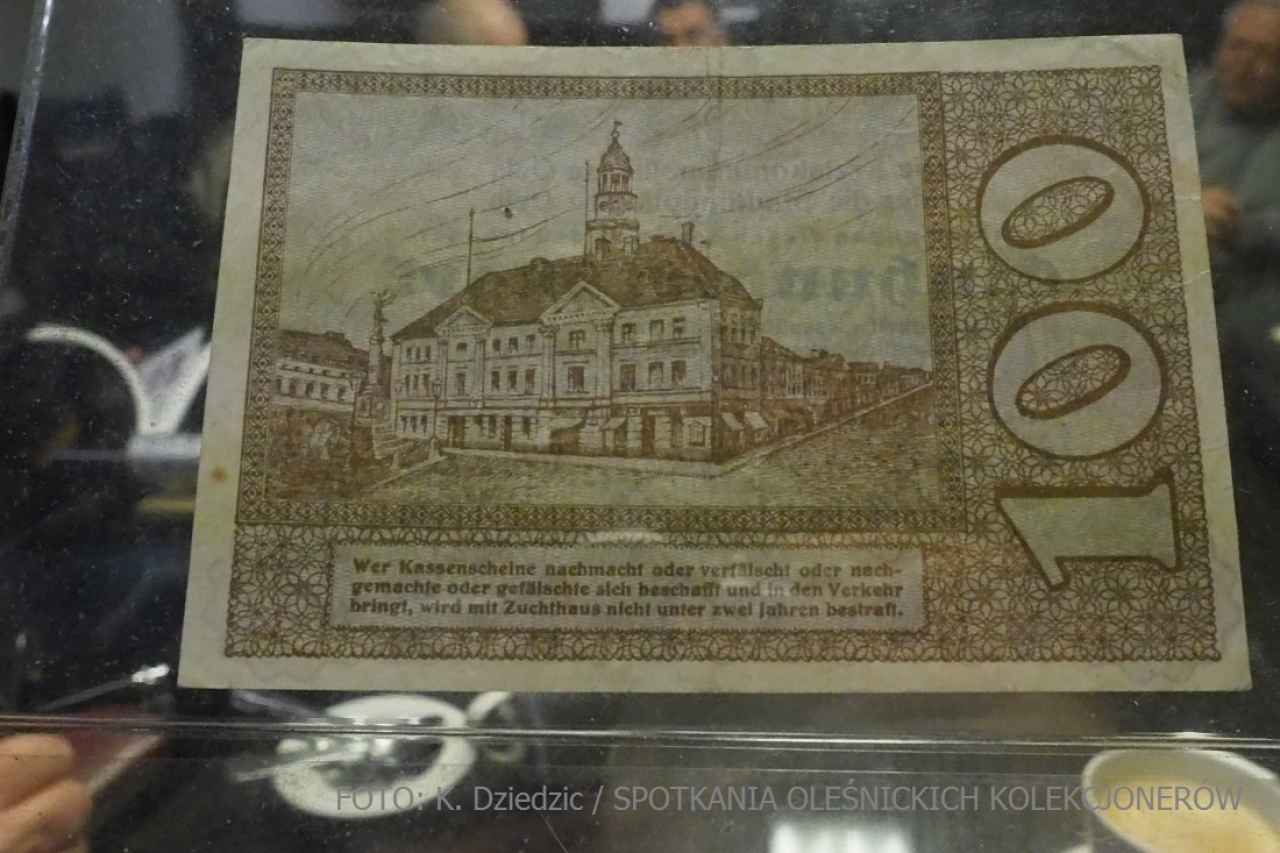 100
Wer Kassenscheine nachmacht oder verfälscht oder nach-
gemachte oder gefälschte sich beschafft und in den Verkehr
bringt, wird mit Zuchthaus nicht unter zwei Jahren bestraft.
FOTO: K. Dziedzic / SPOTKANIA OLEŚNICKICH KOLEKCJONERÓW